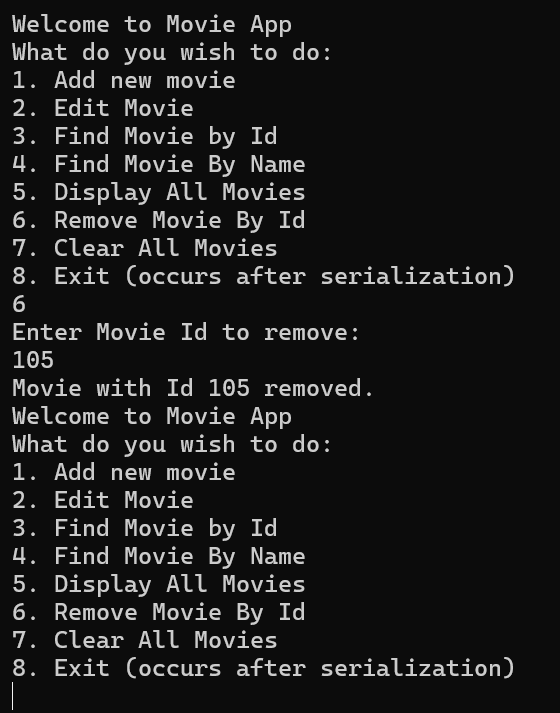 Welcome to Movie App
What do you wish to do:
1. Add new movie
2. Edit Movie
3. Find Movie by Id
4. Find Movie By Name
5. Display All Movies
6. Remove Movie By Id
7. Clear All Movies
8. Exit (occurs after serialization)
6
Enter Movie Id to remove:
105
Movie with Id 105 removed.
Welcome to Movie App
What do you wish to do:
1. Add new movie
2. Edit Movie
3. Find Movie by Id
4. Find Movie By Name
5. Display All Movies
6. Remove Movie By Id
7. Clear All Movies
8. Exit (occurs after serialization)